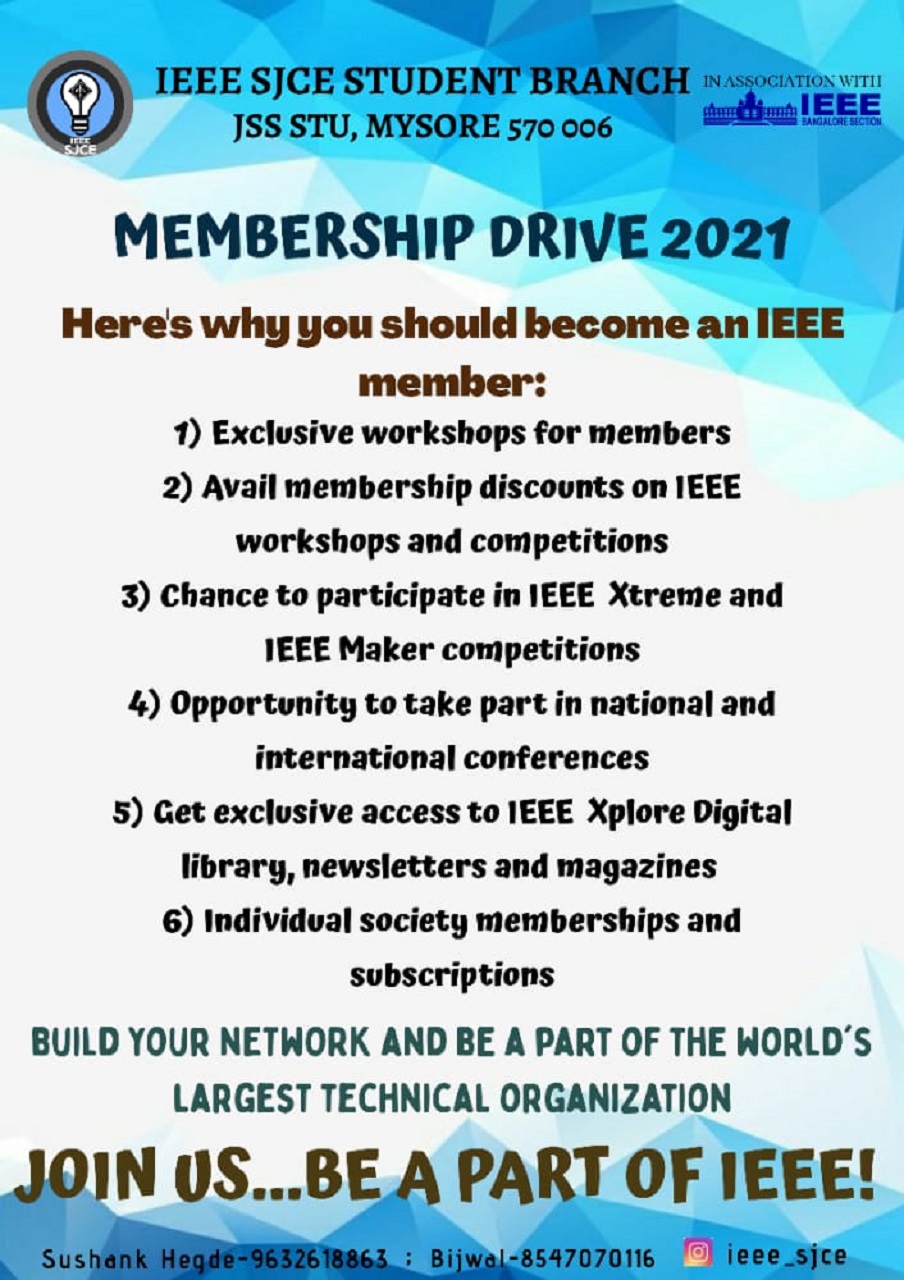 IEEE SJCE STUDENT BRANCH
JSS STU, MYSORE 570 006
IEEE
SJCE
IN ASSOCIATION WITH
IEEE
BANGALORE SECTION
MEMBERSHIP DRIVE 2021
Here's why you should become an IEEE
member:
1) Exclusive workshops for members
2) Avail membership discounts on IEEE
workshops and competitions
3) Chance to participate in IEEE Xtreme and
IEEE Maker competitions
4) Opportunity to take part in national and
international conferences
5) Get exclusive access to IEEE Xplore Digital
library, newsletters and magazines
6) Individual society memberships and
subscriptions
BUILD YOUR NETWORK AND BE A PART OF THE WORLD'S
LARGEST TECHNICAL ORGANIZATION
JOIN US...BE A PART OF IEEE!
Sushank Hegde-9632618863 ; Bijwal-8547070116 ieee_sjce